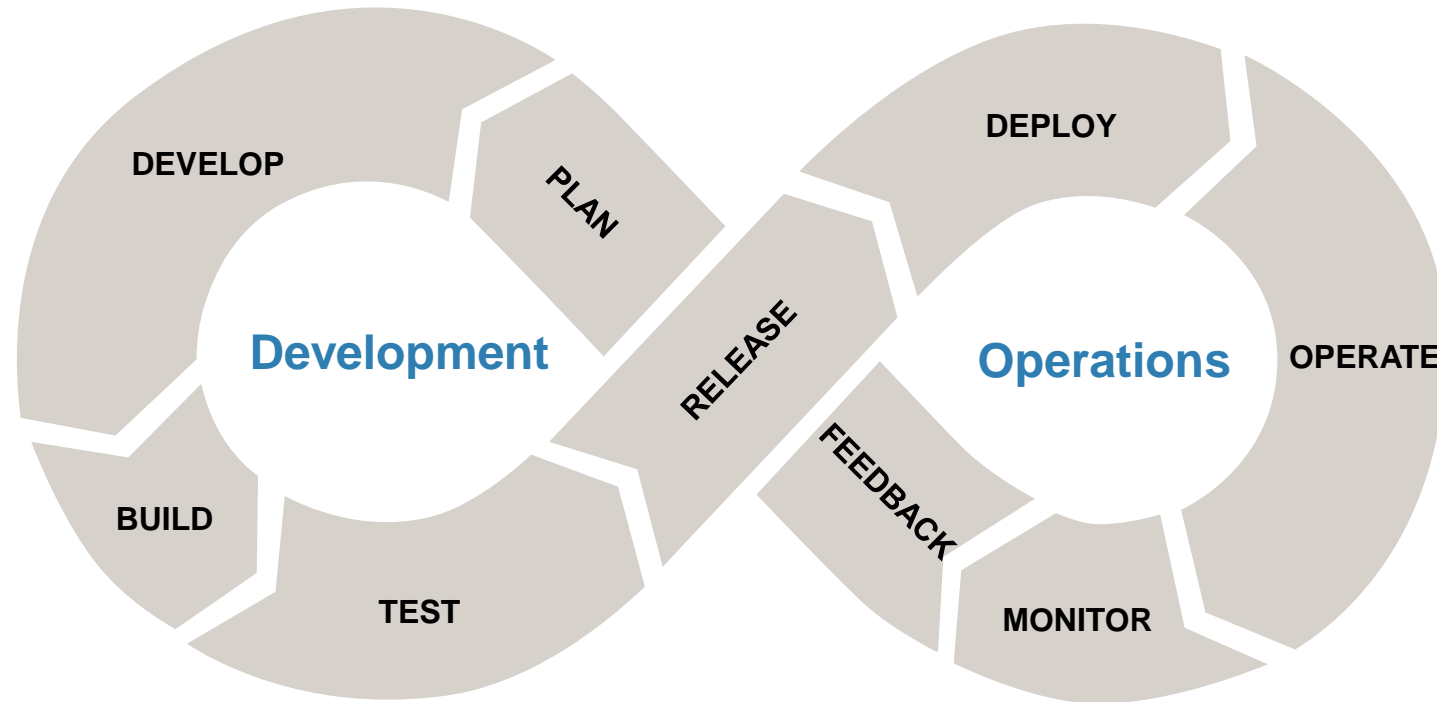 DEVELOP
PLAN
DEPLOY
RELEASE
Development
Operations
OPERATE
FEEDBACK
BUILD
TEST
MONITOR